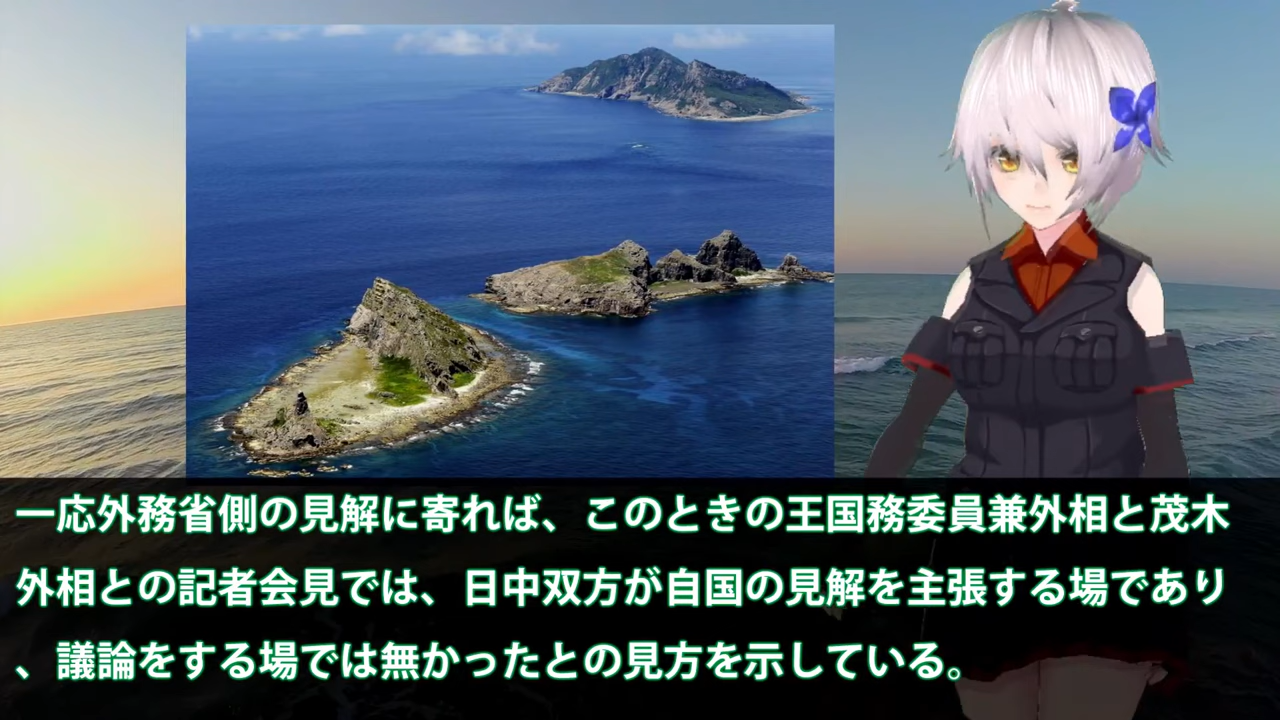 一応外務省側の見解に寄れば、このときの王国務委員兼外相と茂木
外相との記者会見では、日中双方が自国の見解を主張する場であり
、議論をする場では無かったとの見方を示している。